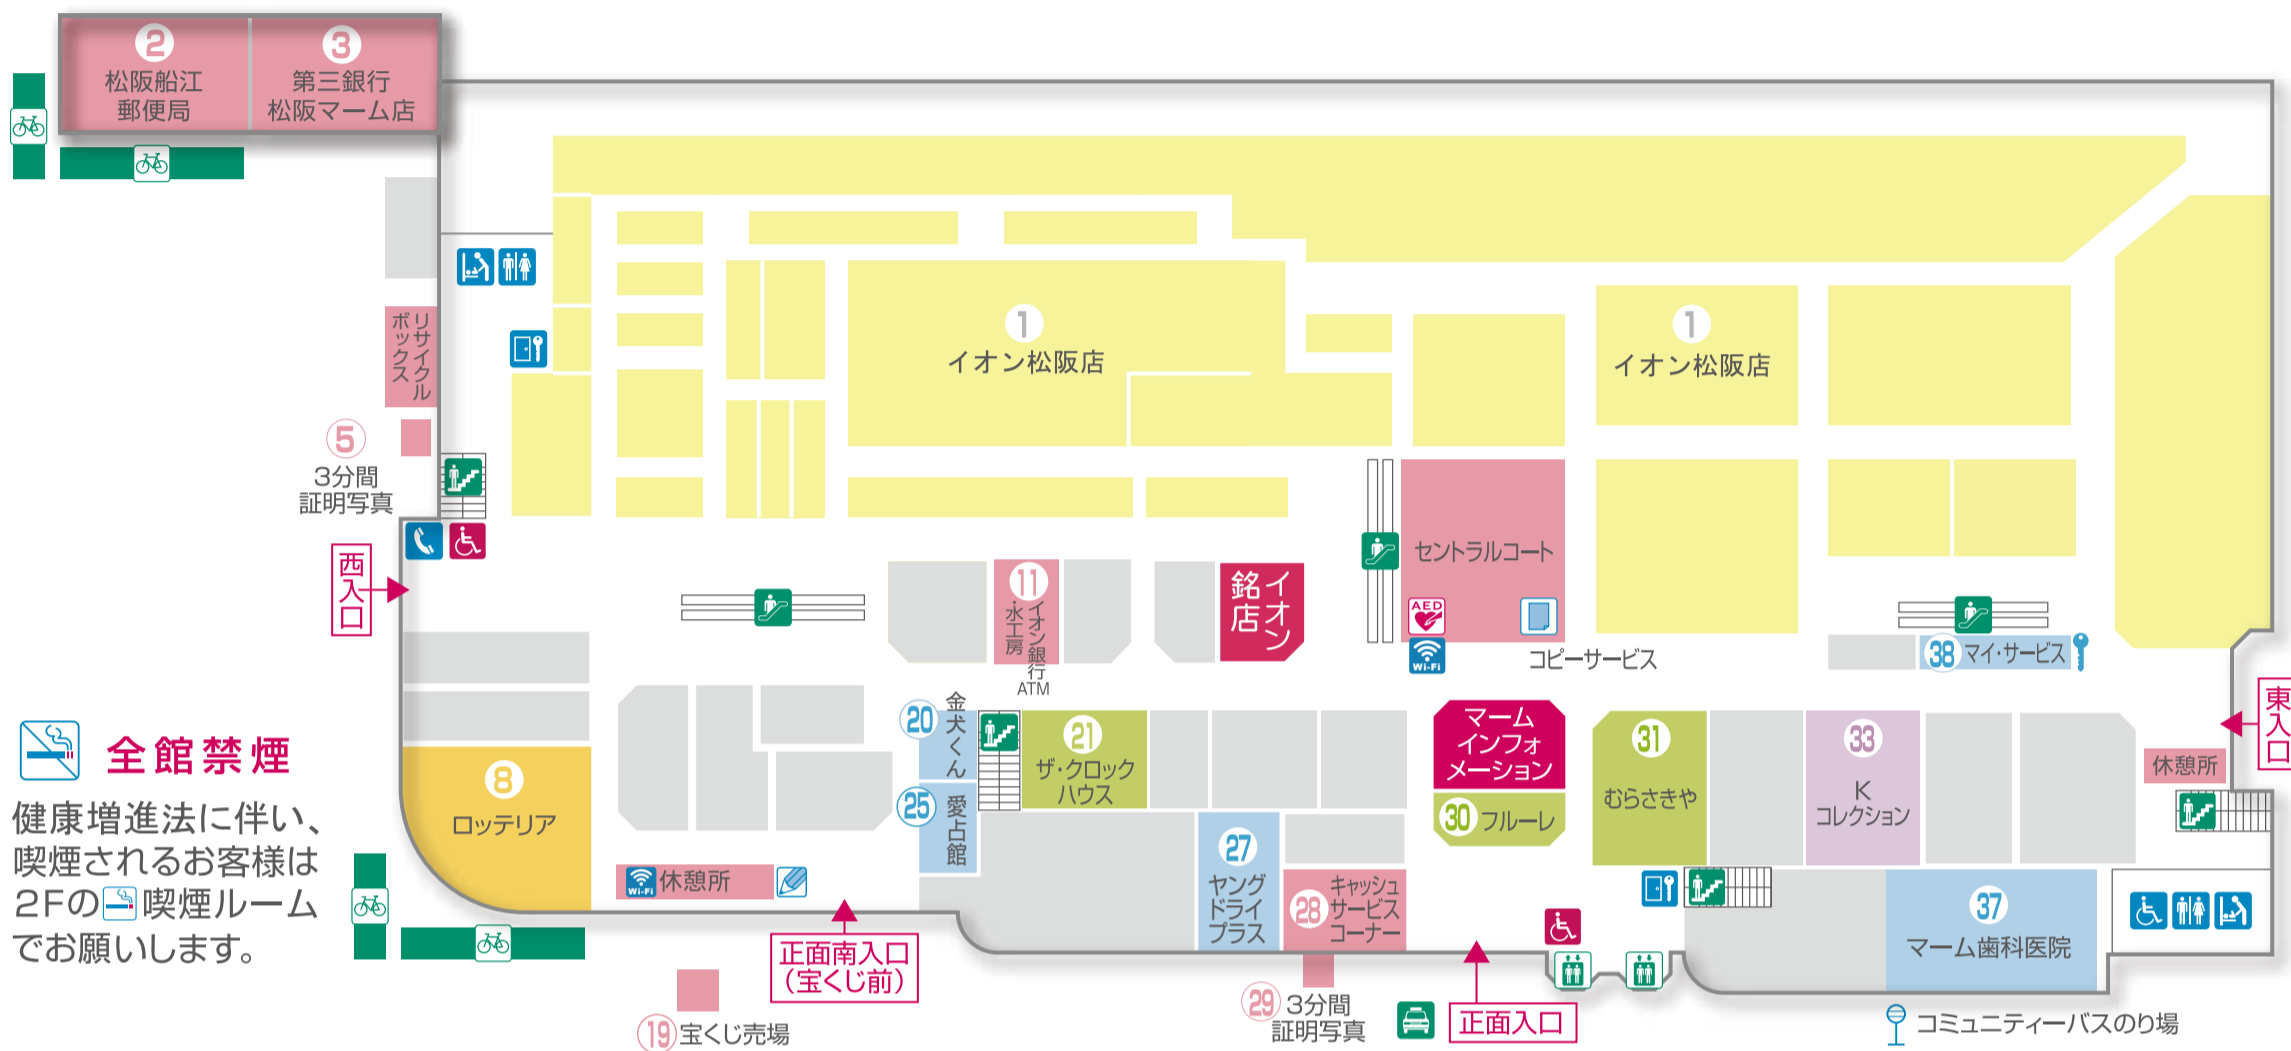 2
松阪船江
郵便局
3
第三銀行
松阪マーム店
リサイクル
ボックス
5
3分間
証明写真
西入口
1
イオン松阪店
1
イオン松阪店
セントラルコート
AED
Wi-Fi
コピーサービス
11
イオン銀行
・水工房
ATM
イオン
銘店
38 マイ・サービス
東入口
休憩所
全館禁煙
健康増進法に伴い、
喫煙されるお客様は
2Fの喫煙ルーム
でお願いします。
8
ロッテリア
Wi-Fi
休憩所
20 金犬くん
25 愛占館
21
ザ・クロック
ハウス
27
ヤング
ドライ
プラス
28
キャッシュ
サービス
コーナー
マーム
インフォ
メーション
30 フルーレ
31
むらさきや
33
K
コレクション
37
マーム歯科医院
正面南入口
(宝くじ前)
19 宝くじ売場
29 3分間
証明写真
正面入口
コミュニティーバスのり場